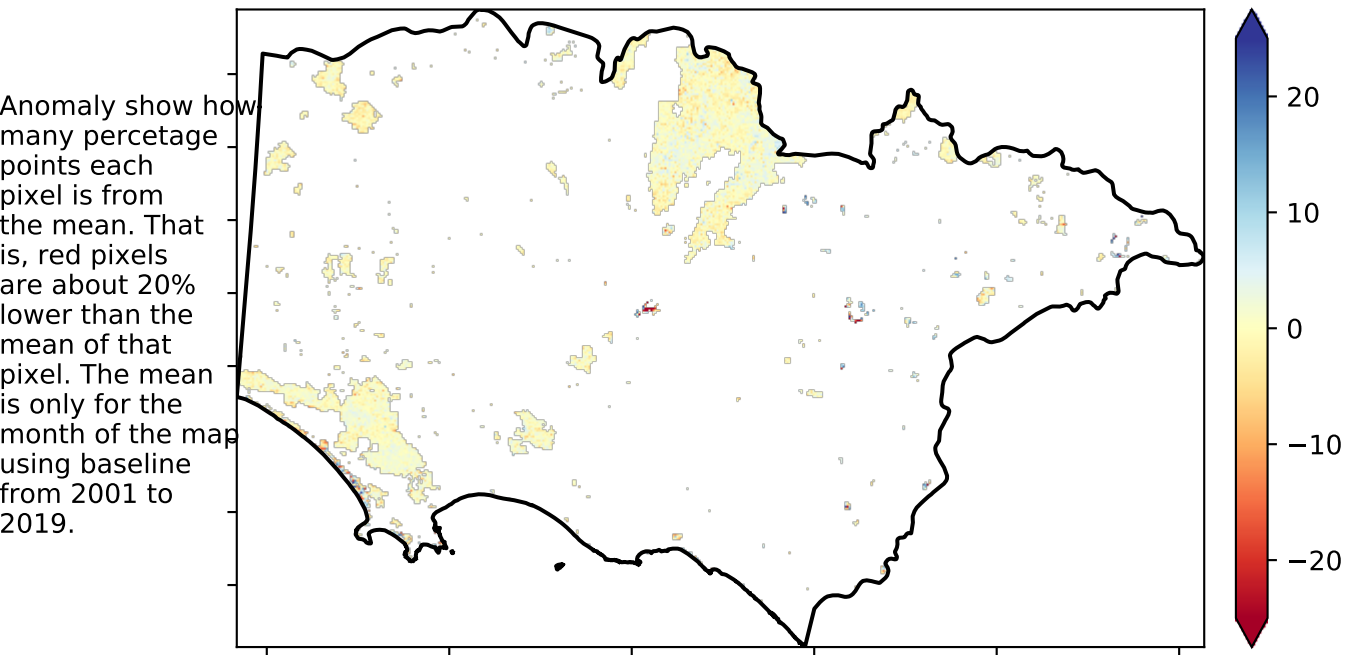 Anomaly show how
many percetage
points each
pixel is from
the mean. That
is, red pixels
are about 20%
lower than the
mean of that
pixel. The mean
is only for the
month of the map
using baseline
from 2001 to
2019.
20
10
0
−10
−20